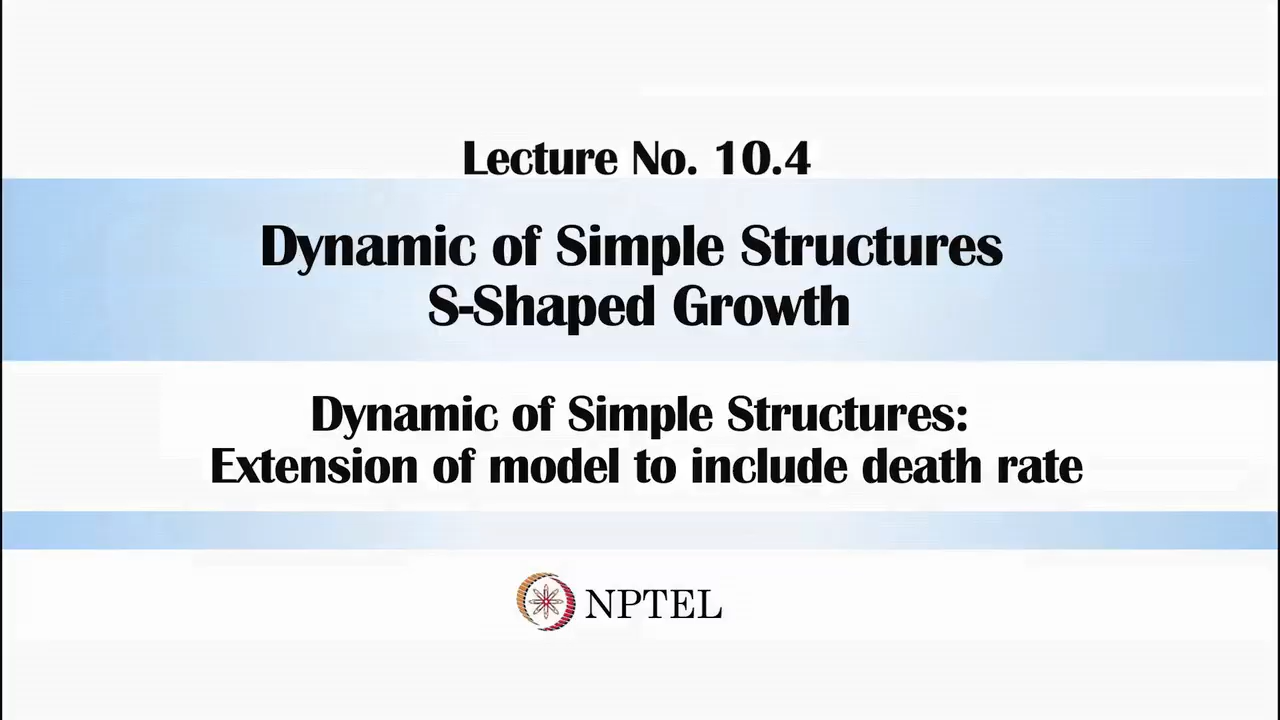 Lecture No. 10.4
Dynamic of Simple Structures
S-Shaped Growth
Dynamic of Simple Structures:
Extension of model to include death rate
NPTEL